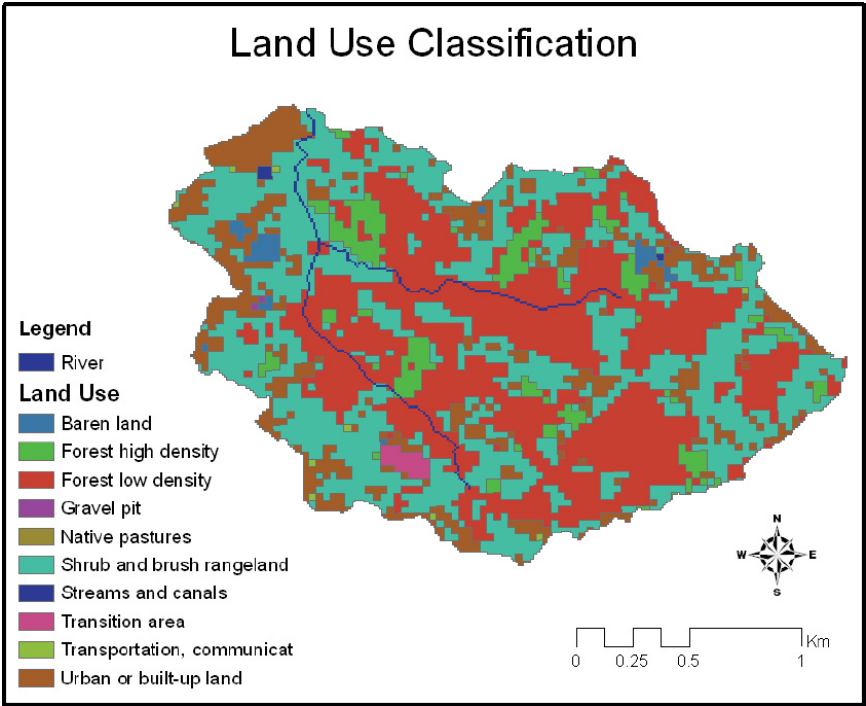 Land Use Classification
Legend
River
Land Use
Baren land
Forest high density
Forest low density
Gravel pit
Native pastures
Shrub and brush rangeland
Streams and canals
Transition area
Transportation, communicat
Urban or built-up land
N
W E
S
Km
0 0.25 0.5 1